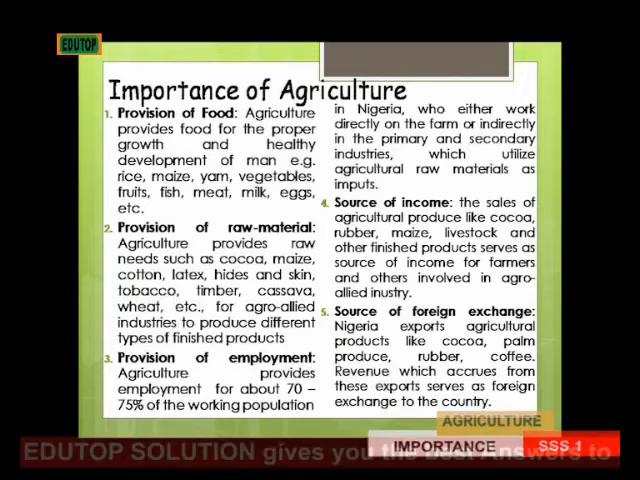 EDUTOP
Importance of Agriculture
1. Provision of Food: Agriculture
provides food for the proper
growth and healthy
development of man e.g.
rice, maize, yam, vegetables,
fruits, fish, meat, milk, eggs,
etc.
2. Provision of raw-material:
Agriculture provides raw
needs such as cocoa, maize,
cotton, latex, hides and skin,
tobacco, timber, cassava,
wheat, etc., for agro-allied
industries to produce different
types of finished products
3. Provision of employment:
Agriculture provides
employment for about 70 –
75% of the working population
in Nigeria, who either work
directly on the farm or indirectly
in the primary and secondary
industries, which utilize
agricultural raw materials as
imputs.
4. Source of income: the sales of
agricultural produce like cocoa,
rubber, maize, livestock and
other finished products serves as
source of income for farmers
and others involved in agro-
allied inustry.
5. Source of foreign exchange:
Nigeria exports agricultural
products like cocoa, palm
produce, rubber, coffee.
Revenue which accrues from
these exports serves as foreign
exchange to the country.
AGRICULTURE
IMPORTANCE SSS 1
EDUTOP SOLUTION gives you the best Answers to